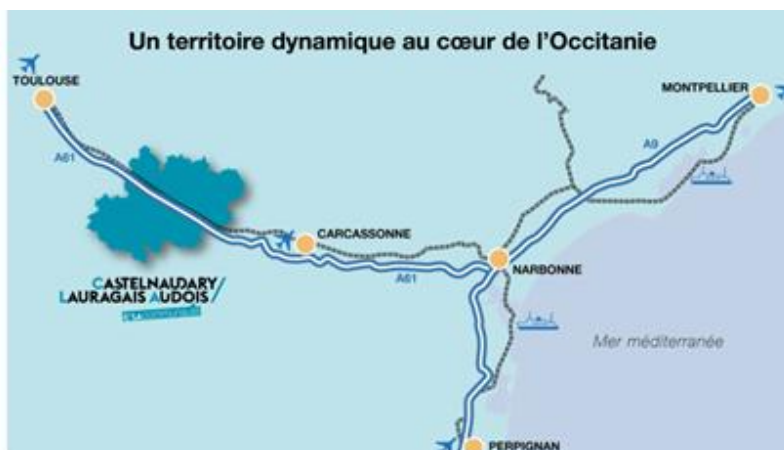 Un territoire dynamique au cœur de l'Occitanie
TOULOUSE
MONTPELLIER
A61
A9
CARCASSONNE
NARBONNE
A61
CASTELNAUDARY
LAURAGAIS AUDOIS
Mer méditerranée
PERPIGNAN